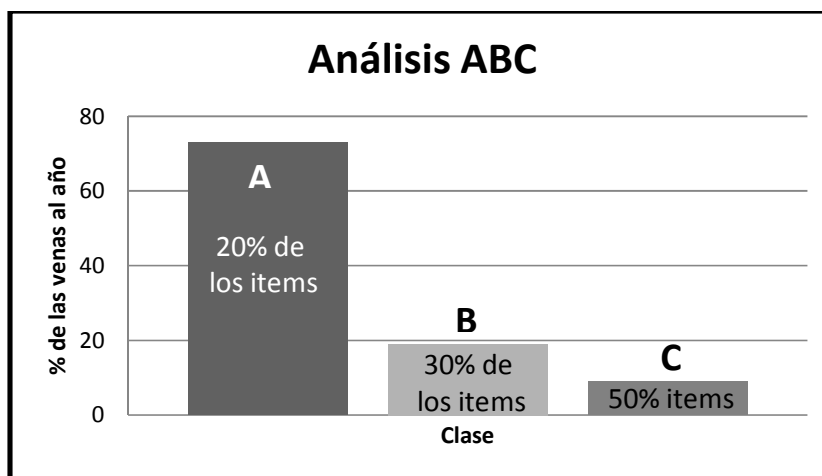 Análisis ABC
% de las venas al año
80
60
40
20
0
A
20% de
los items
B
30% de
los items
C
50% items
Clase